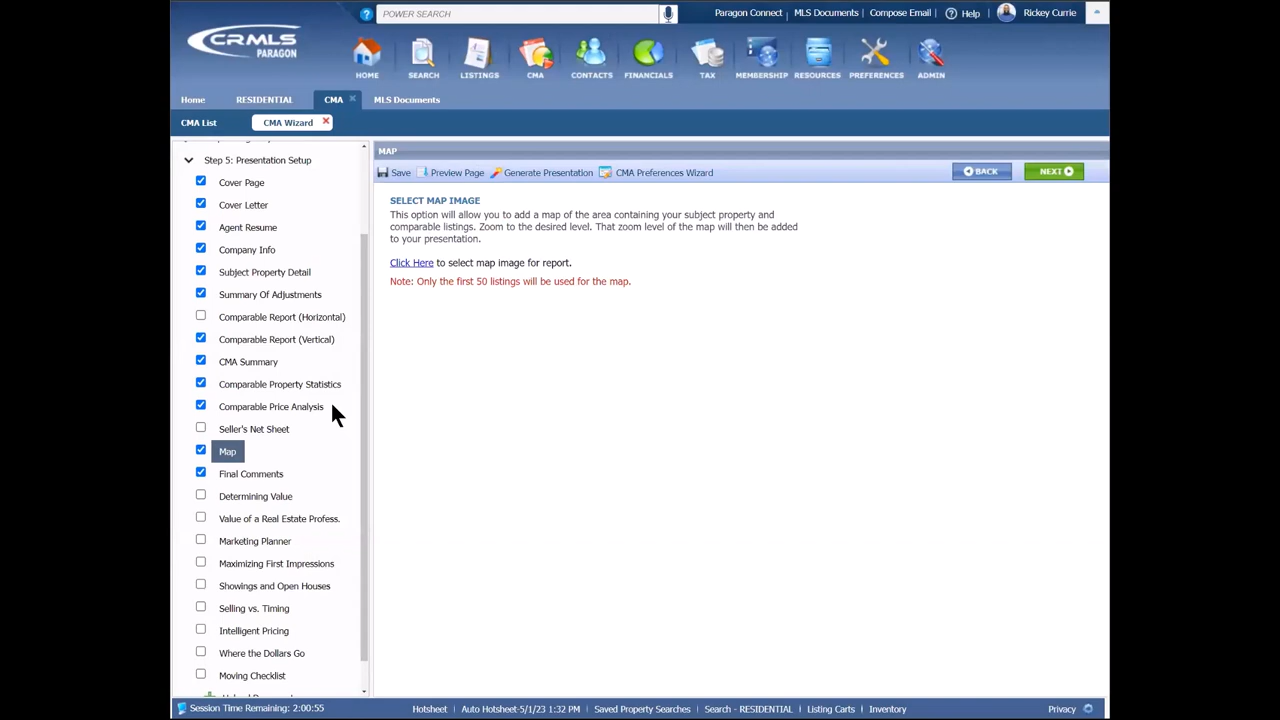 POWER SEARCH
Paragon Connect MLS Documents Compose Email Help Rickey Currie
CRMLS
PARAGON
HOME SEARCH LISTINGS CMA CONTACTS FINANCIALS TAX MEMBERSHIP RESOURCES PREFERENCES ADMIN
Home RESIDENTIAL CMA MLS Documents
CMA List CMA Wizard
Step 5: Presentation Setup
Cover Page
Cover Letter
Agent Resume
Company Info
Subject Property Detail
Summary Of Adjustments
Comparable Report (Horizontal)
Comparable Report (Vertical)
CMA Summary
Comparable Property Statistics
Comparable Price Analysis
Seller's Net Sheet
Map
Final Comments
Determining Value
Value of a Real Estate Profess.
Marketing Planner
Maximizing First Impressions
Showings and Open Houses
Selling vs. Timing
Intelligent Pricing
Where the Dollars Go
Moving Checklist
MAP
Save Preview Page Generate Presentation CMA Preferences Wizard BACK NEXT
SELECT MAP IMAGE
This option will allow you to add a map of the area containing your subject property and
comparable listings. Zoom to the desired level. That zoom level of the map will then be added
to your presentation.
Click Here to select map image for report.
Note: Only the first 50 listings will be used for the map.
Session Time Remaining: 2:00:55 Hotsheet | Auto Hotsheet-5/1/23 1:32 PM | Saved Property Searches | Search - RESIDENTIAL | Listing Carts | Inventory Privacy